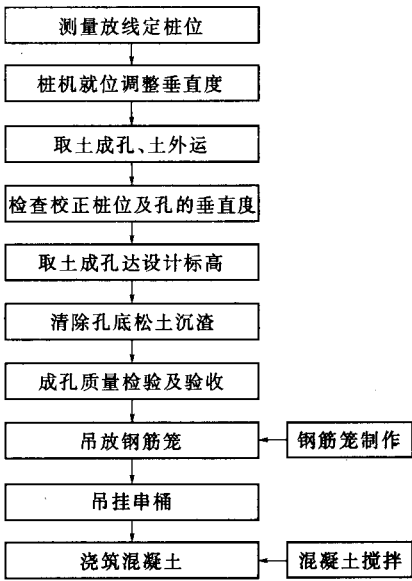 测量放线定桩位
桩机就位调整垂直度
取土成孔、土外运
检查校正桩位及孔的垂直度
取土成孔达设计标高
清除孔底松土沉渣
成孔质量检验及验收
吊放钢筋笼
钢筋笼制作
吊挂串桶
浇筑混凝土
混凝土搅拌